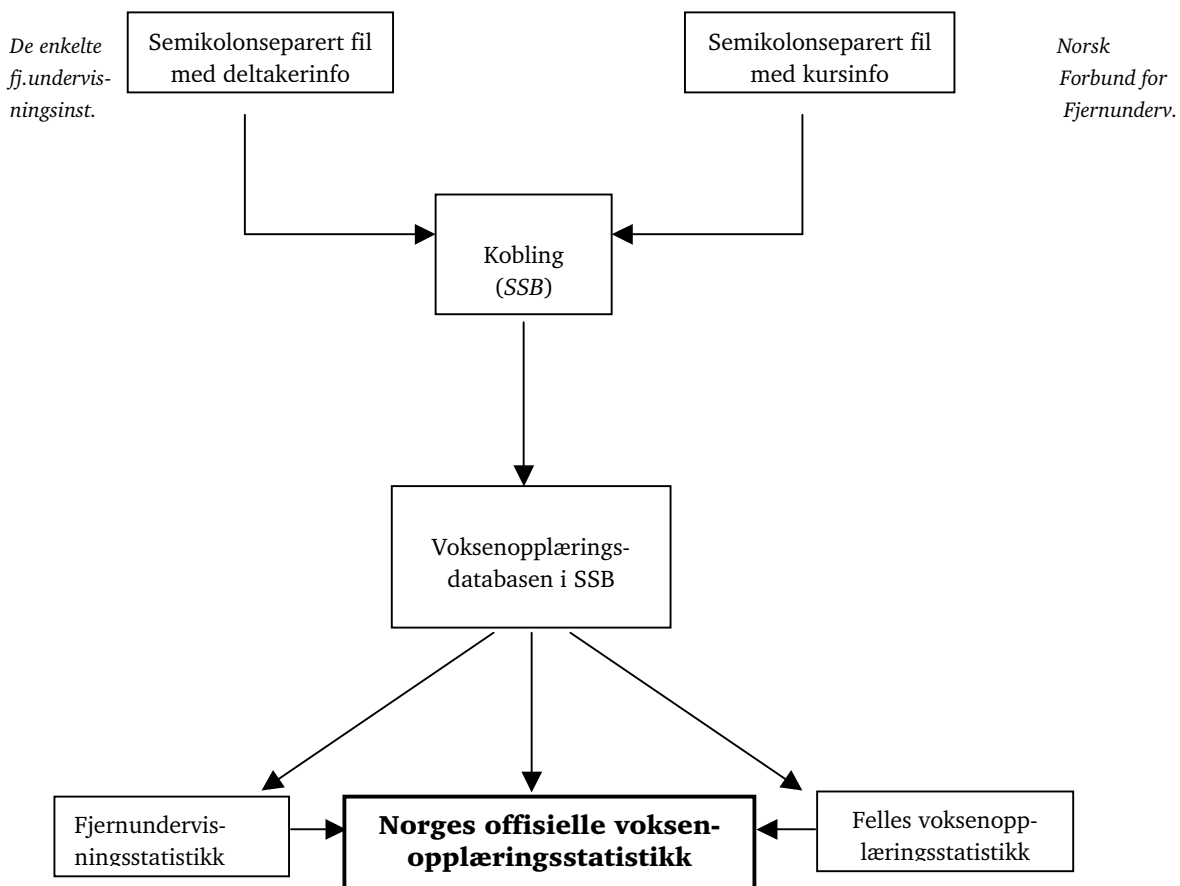 De enkelte
fj.undervis-
ningsinst.
Semikolonseparert fil
med deltakerinfo
Semikolonseparert fil
med kursinfo
Norsk
Forbund for
Fjernunderv.
Kobling
(SSB)
Voksenopplærings-
databasen i SSB
Fjernundervis-
ningsstatistikk
Norges offisielle voksen-
opplæringsstatistikk
Felles voksenopp-
læringsstatistikk